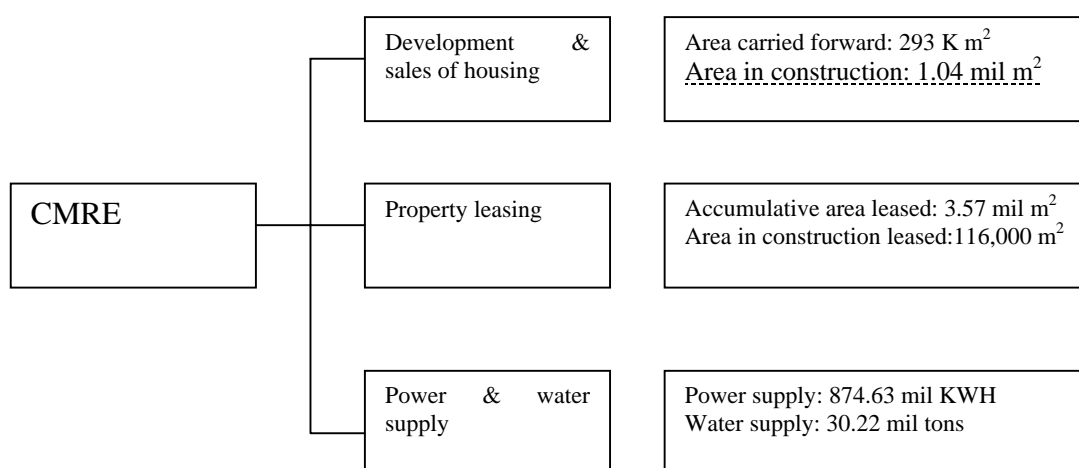 Development & sales of housing
Area carried forward: 293 K m²
Area in construction: 1.04 mil m²
CMRE
Property leasing
Accumulative area leased: 3.57 mil m²
Area in construction leased:116,000 m²
Power & water supply
Power supply: 874.63 mil KWH
Water supply: 30.22 mil tons